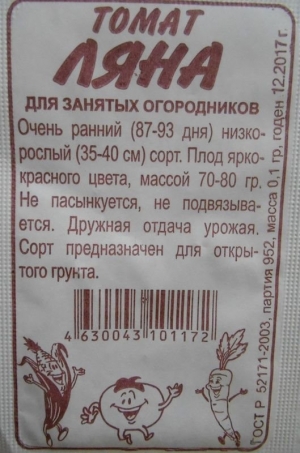 ТОМАТ
ЛЯНА
ДЛЯ ЗАНЯТЫХ ОГОРОДНИКОВ
Очень ранний (87-93 дня) низко-
рослый (35-40 см) сорт. Плод ярко-
красного цвета, массой 70-80 гр.
Не пасынкуется, не подвязыва-
ется. Дружная отдача урожая.
Сорт предназначен для откры-
того грунта.
4 630043 101172
ГОСТ Р 52171-2003, партия 952, масса 0,1 гр, годен 12.2017 г.